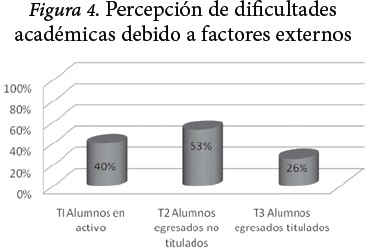 Figura 4. Percepción de dificultades
académicas debido a factores externos
100%
80%
60%
40%
20%
0%
40%
53%
26%
T1 Alumnos en
activo
T2 Alumnos
egresados no
titulados
T3 Alumnos
egresados titulados